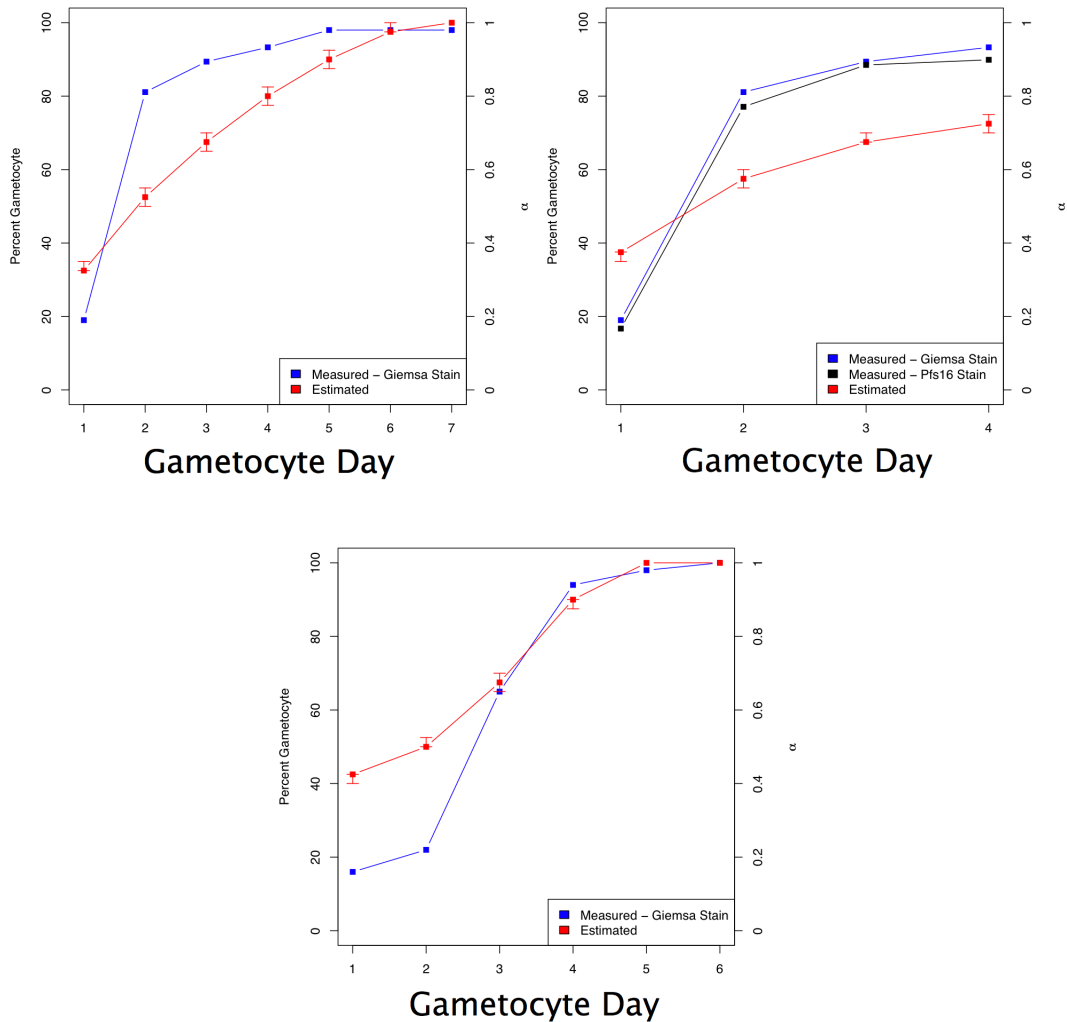 100
80
60
40
20
0
Percent Gametocyte
1
0.8
0.6
0.4
0.2
0
α
Measured − Giemsa Stain
Estimated
1 2 3 4 5 6 7
Gametocyte Day
100
80
60
40
20
0
Percent Gametocyte
1
0.8
0.6
0.4
0.2
0
α
Measured − Giemsa Stain
Measured − Pfs16 Stain
Estimated
1 2 3 4
Gametocyte Day
100
80
60
40
20
0
Percent Gametocyte
1
0.8
0.6
0.4
0.2
0
α
Measured − Giemsa Stain
Estimated
1 2 3 4 5 6
Gametocyte Day